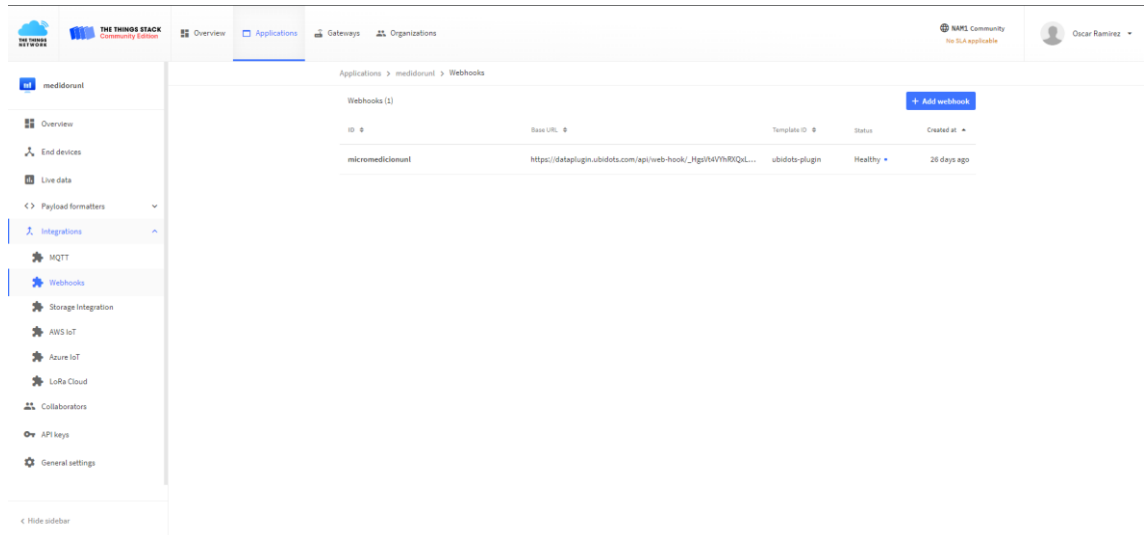 THE THINGS NETWORK
THE THINGS STACK
Community Edition
Overview
Applications
Gateways
Organizations
NAM1 Community
No SLA applicable
Oscar Ramirez
medidorunl
Overview
End devices
Live data
Payload formatters
Integrations
MQTT
Webhooks
Storage Integration
AWS IoT
Azure IoT
LoRa Cloud
Collaborators
API keys
General settings
Hide sidebar
Applications > medidorunl > Webhooks
Webhooks (1)
+ Add webhook
ID Base URL Template ID Status Created at
micromedicionunl https://dataplugin.ubidots.com/api/web-hook/_HgsVt4VYhRXQxL... ubidots-plugin Healthy 26 days ago